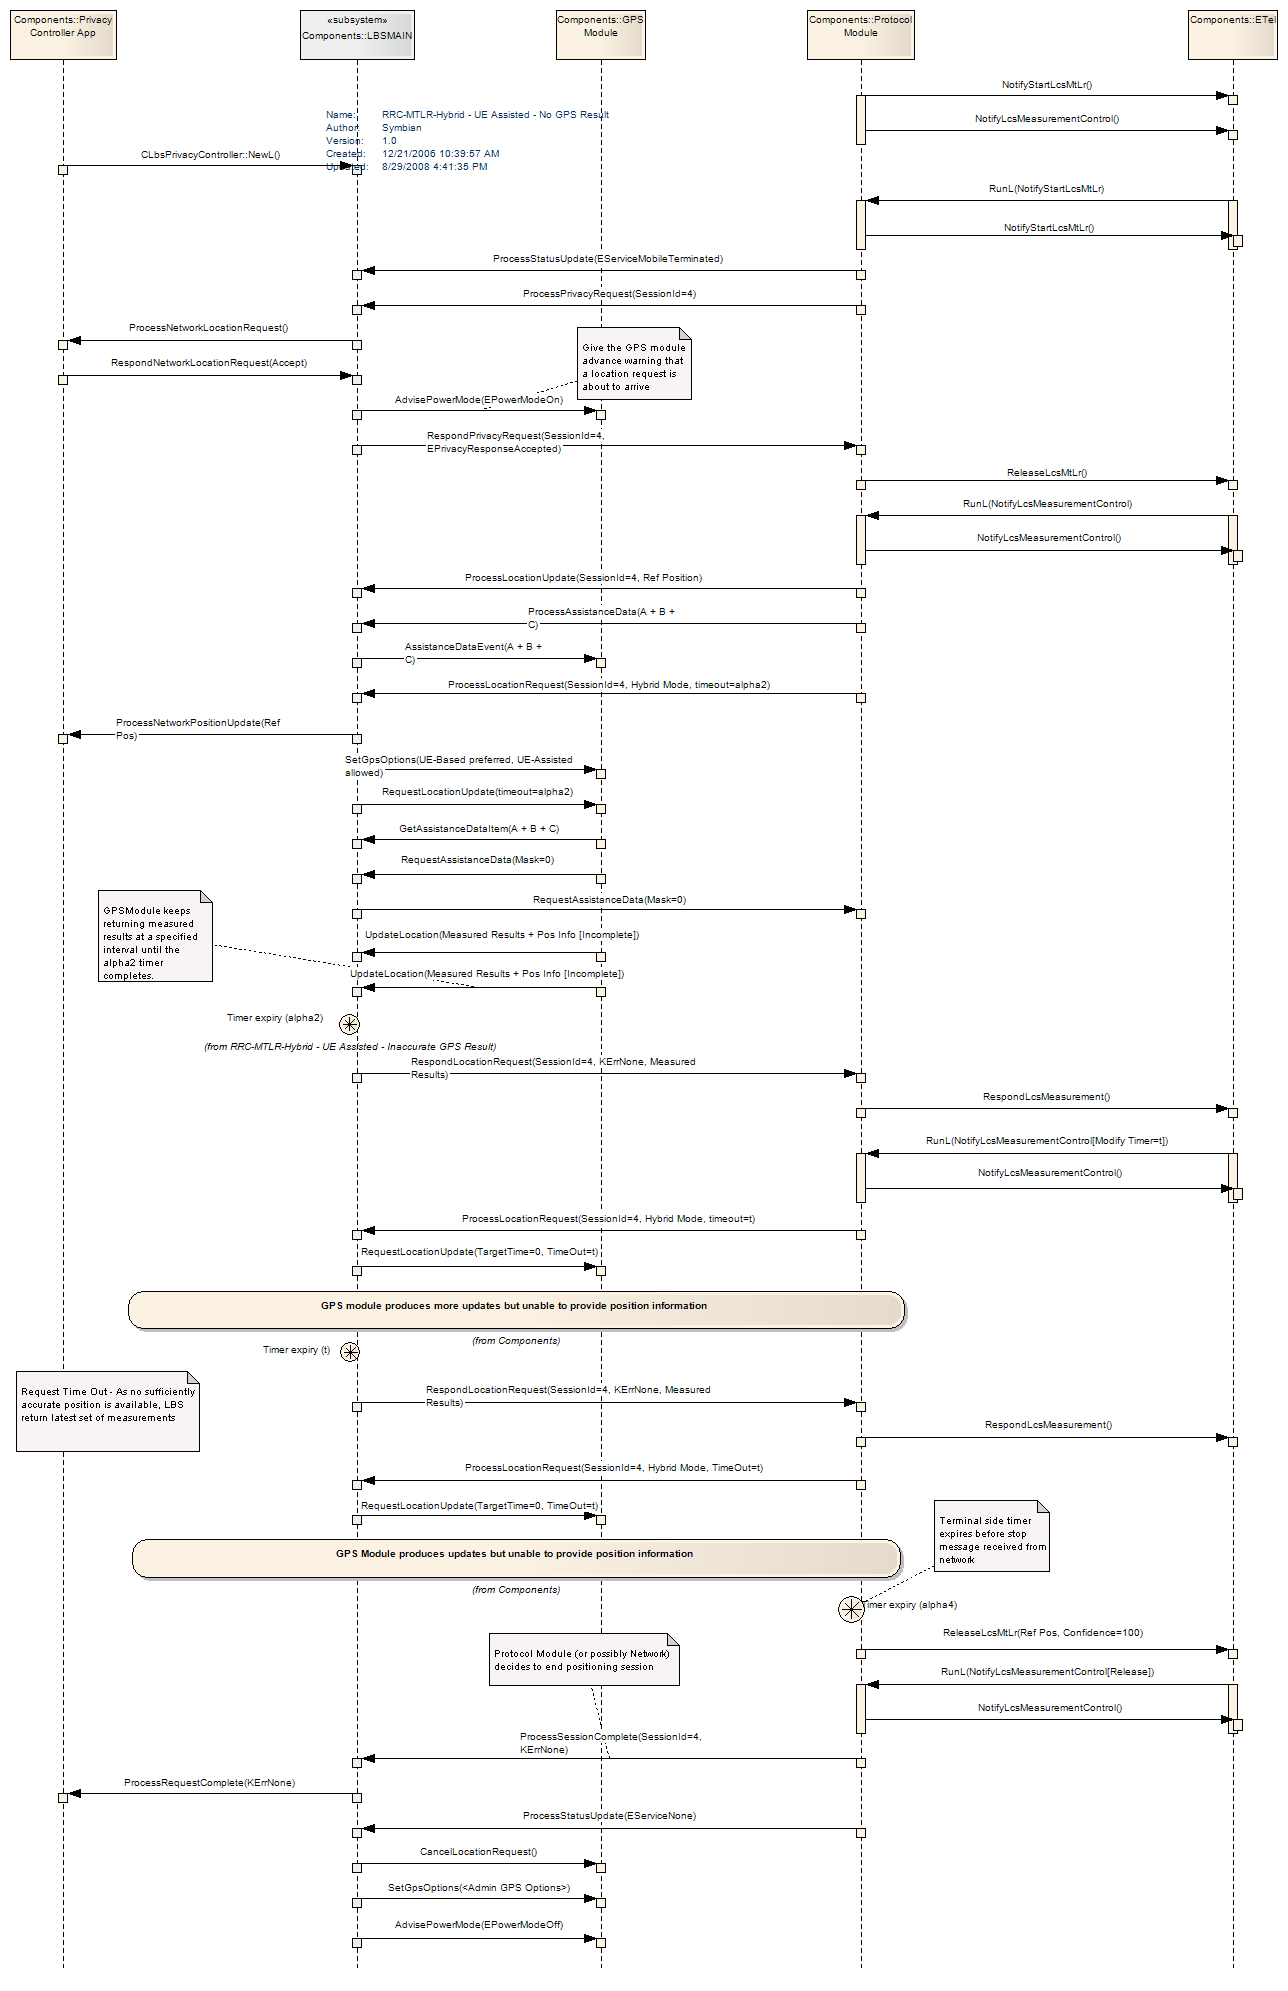 Components::Privacy
Controller App
«subsystem»
Components::LBSMAIN
Components::GPS
Module
Components::Protocol
Module
Components::ETel
NotifyStartLcsMtLr()
Name: RRC-MTLR-Hybrid - UE Assisted - No GPS Result
Author: Symbian
Version: 1.0
Created: 12/21/2006 10:39:57 AM
Updated: 8/29/2008 4:41:35 PM
NotifyLcsMeasurementControl()
CLbsPrivacyController::NewL()
RunL(NotifyStartLcsMtLr)
NotifyStartLcsMtLr()
ProcessStatusUpdate(EServiceMobileTerminated)
ProcessPrivacyRequest(SessionId=4)
ProcessNetworkLocationRequest()
Give the GPS module
advance warning that
a location request is
about to arrive
RespondNetworkLocationRequest(Accept)
AdvisePowerMode(EPowerModeOn)
RespondPrivacyRequest(SessionId=4,
EPrivacyResponseAccepted)
ReleaseLcsMtLr()
RunL(NotifyLcsMeasurementControl)
NotifyLcsMeasurementControl()
ProcessLocationUpdate(SessionId=4, Ref Position)
ProcessAssistanceData(A + B +
C)
AssistanceDataEvent(A + B +
C)
ProcessLocationRequest(SessionId=4, Hybrid Mode, timeout=alpha2)
ProcessNetworkPositionUpdate(Ref
Pos)
SetGpsOptions(UE-Based preferred, UE-Assisted
allowed)
RequestLocationUpdate(timeout=alpha2)
GetAssistanceDataItem(A + B + C)
RequestAssistanceData(Mask=0)
RequestAssistanceData(Mask=0)
GPSModule keeps
returning measured
results at a specified
interval until the
alpha2 timer
completes.
UpdateLocation(Measured Results + Pos Info [Incomplete])
UpdateLocation(Measured Results + Pos Info [Incomplete])
Timer expiry (alpha2)
(from RRC-MTLR-Hybrid - UE Assisted - Inaccurate GPS Result)
RespondLocationRequest(SessionId=4, KErrNone, Measured
Results)
RespondLcsMeasurement()
RunL(NotifyLcsMeasurementControl[Modify Timer=t])
NotifyLcsMeasurementControl()
ProcessLocationRequest(SessionId=4, Hybrid Mode, timeout=t)
RequestLocationUpdate(TargetTime=0, TimeOut=t)
GPS module produces more updates but unable to provide position information
(from Components)
Timer expiry (t)
Request Time Out - As no sufficiently
accurate position is available, LBS
return latest set of measurements
RespondLocationRequest(SessionId=4, KErrNone, Measured
Results)
RespondLcsMeasurement()
ProcessLocationRequest(SessionId=4, Hybrid Mode, TimeOut=t)
RequestLocationUpdate(TargetTime=0, TimeOut=t)
Terminal side timer
expires before stop
message received from
network
GPS Module produces updates but unable to provide position information
(from Components)
Timer expiry (alpha4)
ReleaseLcsMtLr(Ref Pos, Confidence=100)
Protocol Module (or possibly Network)
decides to end positioning session
RunL(NotifyLcsMeasurementControl[Release])
NotifyLcsMeasurementControl()
ProcessSessionComplete(SessionId=4,
KErrNone)
ProcessRequestComplete(KErrNone)
ProcessStatusUpdate(EServiceNone)
CancelLocationRequest()
SetGpsOptions(<Admin GPS Options>)
AdvisePowerMode(EPowerModeOff)